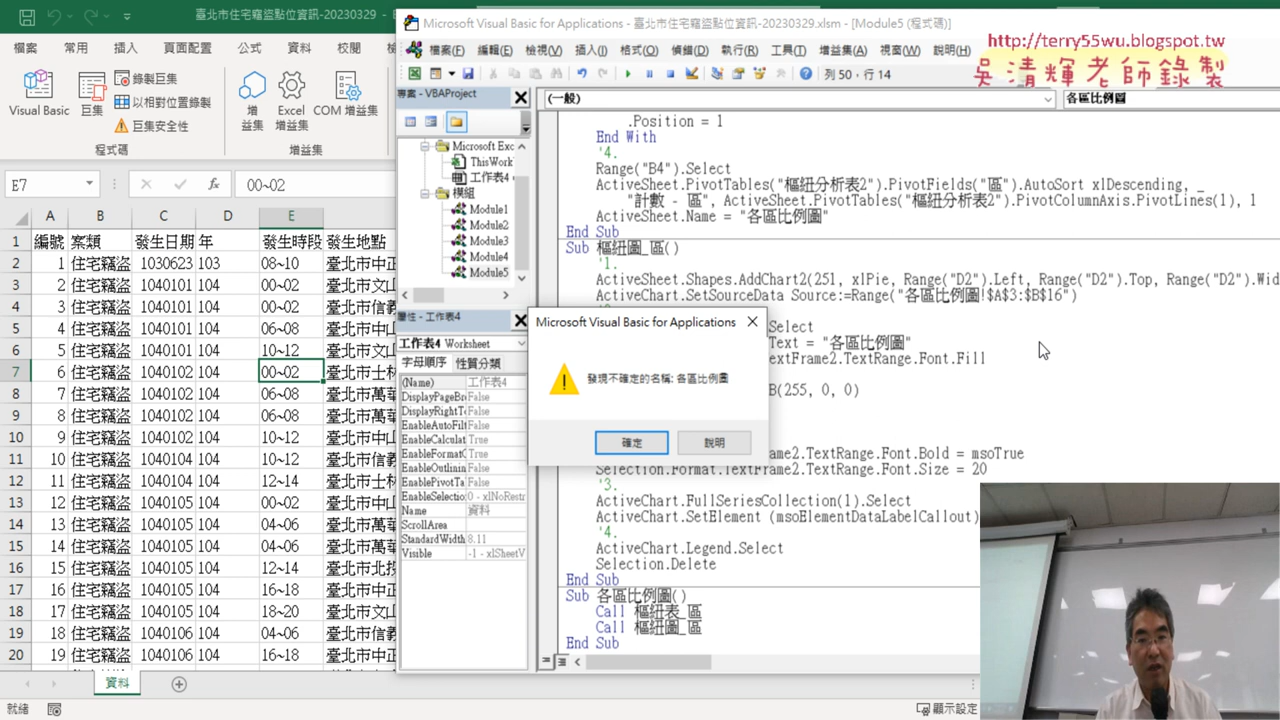 臺北市住宅竊盜點位資訊-20230329
檔案 常用 插入 頁面配置 公式 資料 校閱
Visual Basic
巨集
錄製巨集
以相對位置錄製
巨集安全性
程式碼
增益集
Excel 增益集
COM 增益集
增益集
E7
00~02
A B C D E
1 編號 案類 發生日期 年 發生時段 發生地點
2 1 住宅竊盜 1030623 103 08~10 臺北市中正
3 2 住宅竊盜 1040101 104 00~02 臺北市文山
4 3 住宅竊盜 1040101 104 00~02 臺北市信義
5 4 住宅竊盜 1040101 104 06~08 臺北市
6 5 住宅竊盜 1040101 104 10~12 臺北市文山
7 6 住宅竊盜 1040102 104 00~02 臺北市士林
8 7 住宅竊盜 1040102 104 06~08 臺北市萬華
9 8 住宅竊盜 1040102 104 06~08 臺北市萬華
10 9 住宅竊盜 1040102 104 10~12 臺北市中山
11 10 住宅竊盜 1040102 104 10~12 臺北市信義
12 11 住宅竊盜 1040102 104 12~14 臺北市士林
13 12 住宅竊盜 1040105 104 00~02 臺北市中山
14 13 住宅竊盜 1040105 104 04~06 臺北市萬華
15 14 住宅竊盜 1040105 104 06~08 臺北市萬華
16 15 住宅竊盜 1040105 104 12~14 臺北市北投
17 16 住宅竊盜 1040105 104 16~18 臺北市
18 17 住宅竊盜 1040105 104 18~20 臺北市文山
19 18 住宅竊盜 1040106 104 04~06 臺北市信義
20 19 住宅竊盜 1040106 104 16~18 臺北市中正
資料
就緒
顯示設定
Microsoft Visual Basic for Applications - 臺北市住宅竊盜點位資訊-20230329.xlsm - [Module5 (程式碼)]
檔案(F) 編輯(E) 檢視(V) 插入(I) 格式(O) 偵錯(D) 執行(R) 工具(T) 增益集(A) 視窗(W) 說明(H)
http://terry55wu.blogspot.tw
吳清輝老師錄製
列 50，行 14
專案 - VBAProject
Microsoft Exc
ThisWork
工作表4
模組
Module1
Module2
Module3
Module4
Module5
屬性 - 工作表4
工作表4 Worksheet
字母順序 性質分類
(Name) 工作表4
DisplayPageBre False
DisplayRightTo False
EnableAutoFilt False
EnableCalculat True
EnableFormatC True
EnableOutlinin False
EnablePivotTa False
EnableSelectio 0 - xlNoRestr
Name 資料
ScrollArea
StandardWidth 8.11
Visible -1 - xlSheetV
(一般)
各區比例圖
.Position = 1
End With
'4.
Range("B4").Select
ActiveSheet.PivotTables("樞紐分析表2").PivotFields("區").AutoSort xlDescending, _
"計數 - 區", ActiveSheet.PivotTables("樞紐分析表2").PivotColumnAxis.PivotLines(1), 1
ActiveSheet.Name = "各區比例圖"
End Sub
Sub 樞紐圖_區()
'1.
ActiveSheet.Shapes.AddChart2(251, xlPie, Range("D2").Left, Range("D2").Top, Range("D2").Wid
ActiveChart.SetSourceData Source:=Range("各區比例圖!$A$3:$B$16")
Select
Text = "各區比例圖"
TextFrame2.TextRange.Font.Fill
B(255, 0, 0)
ame2.TextRange.Font.Bold = msoTrue
Selection.Format.TextFrame2.TextRange.Font.Size = 20
'3.
ActiveChart.FullSeriesCollection(1).Select
ActiveChart.SetElement (msoElementDataLabelCallout)
'4.
ActiveChart.Legend.Select
Selection.Delete
End Sub
Sub 各區比例圖()
Call 樞紐表_區
Call 樞紐圖_區
End Sub
Microsoft Visual Basic for Applications
發現不確定的名稱: 各區比例圖
確定
說明